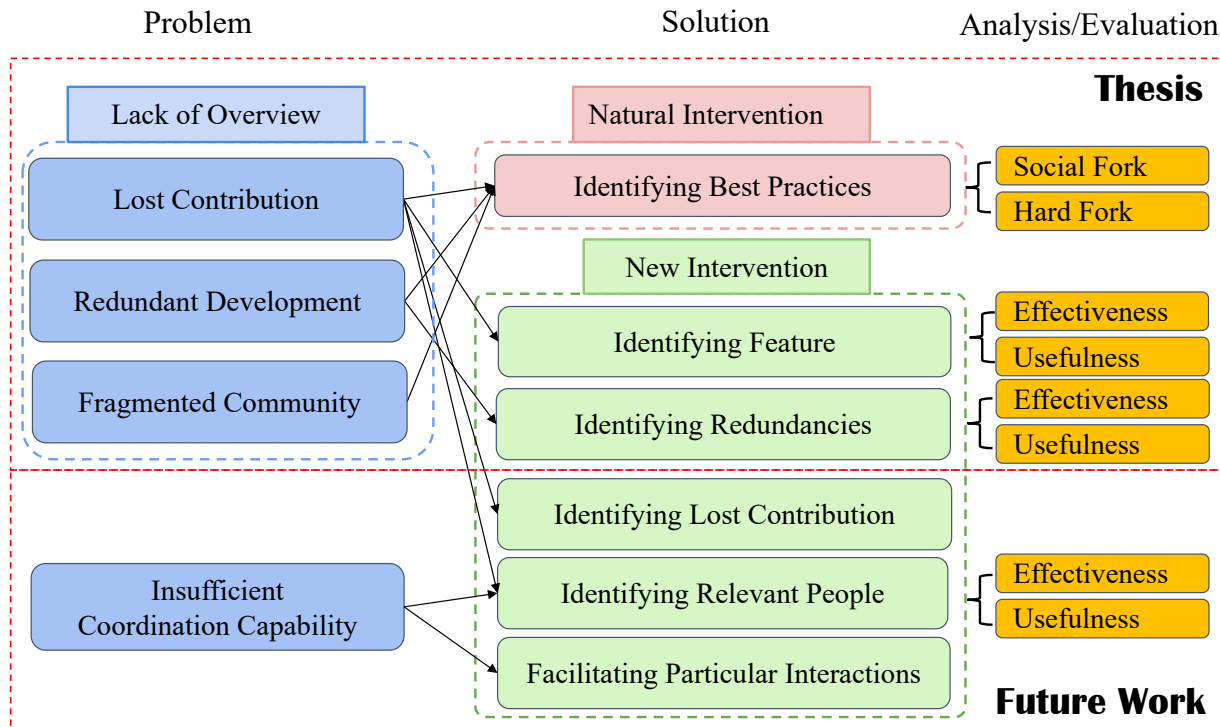 Problem
Solution
Analysis/Evaluation
Thesis
Lack of Overview
Lost Contribution
Redundant Development
Fragmented Community
Natural Intervention
Identifying Best Practices
Social Fork
Hard Fork
New Intervention
Identifying Feature
Effectiveness
Usefulness
Identifying Redundancies
Effectiveness
Usefulness
Insufficient
Coordination Capability
Identifying Lost Contribution
Identifying Relevant People
Facilitating Particular Interactions
Effectiveness
Usefulness
Future Work